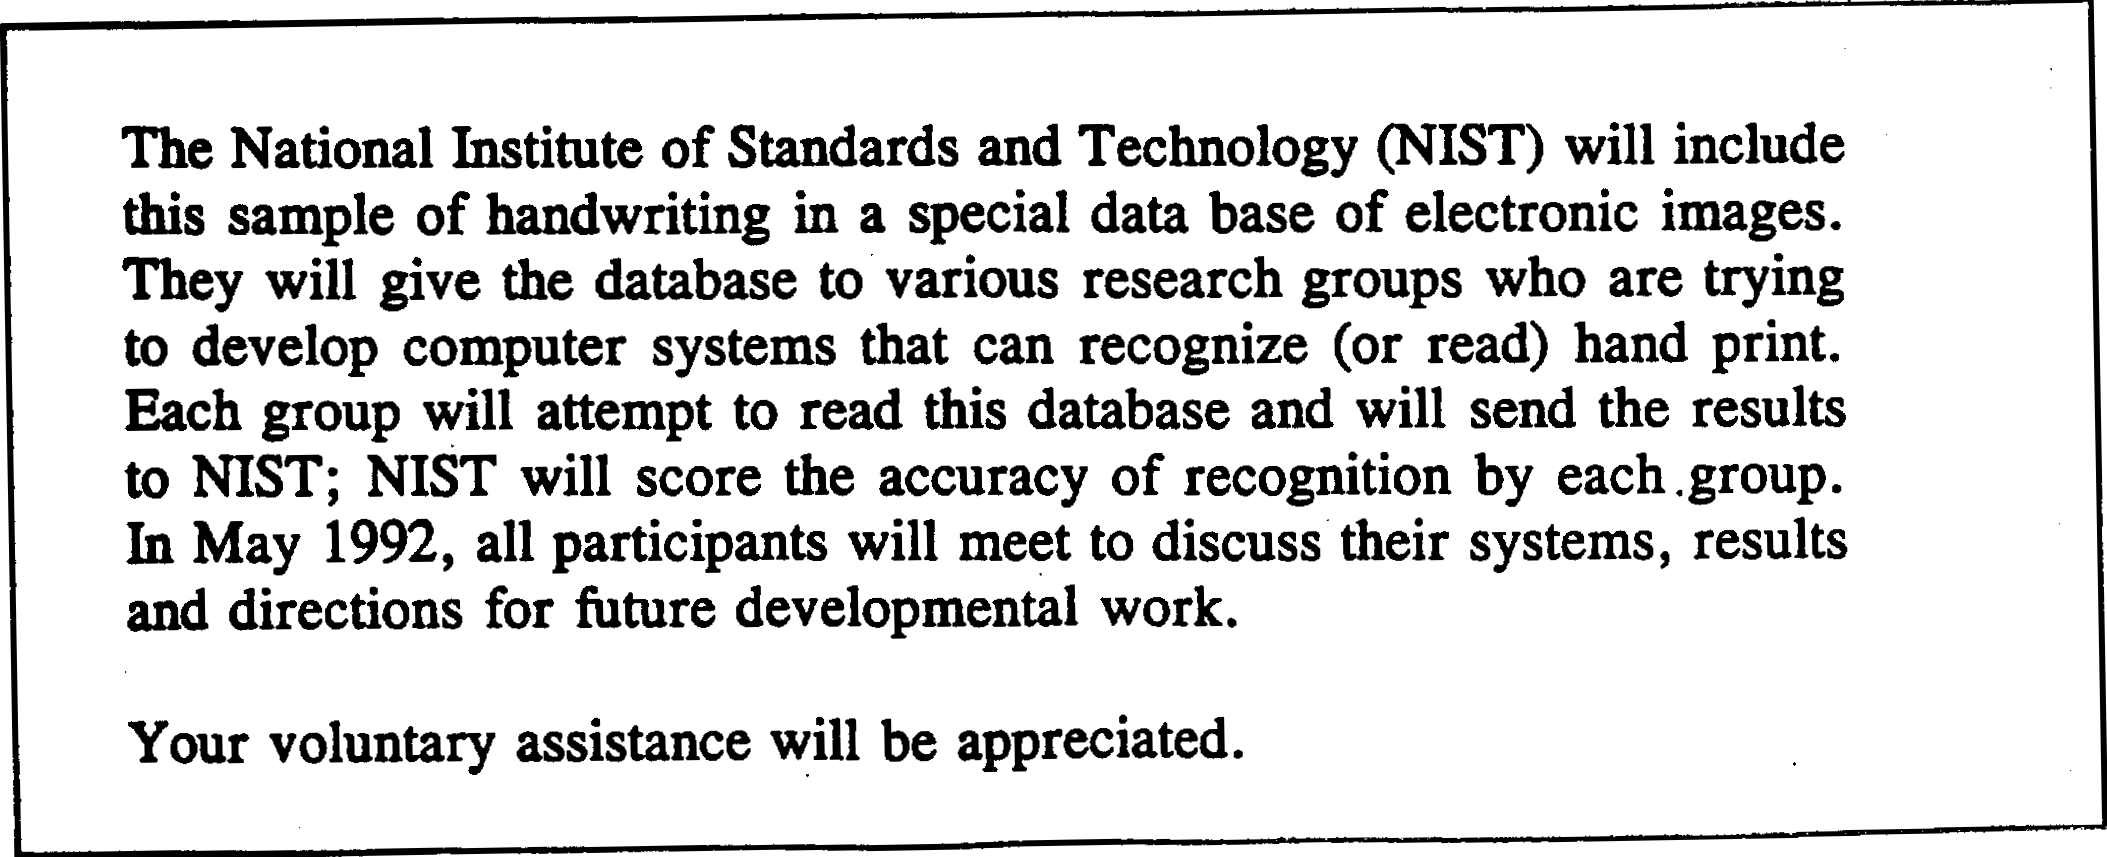 The National Institute of Standards and Technology (NIST) will include
this sample of handwriting in a special data base of electronic images.
They will give the database to various research groups who are trying
to develop computer systems that can recognize (or read) hand print.
Each group will attempt to read this database and will send the results
to NIST; NIST will score the accuracy of recognition by each group.
In May 1992, all participants will meet to discuss their systems, results
and directions for future developmental work.
Your voluntary assistance will be appreciated.